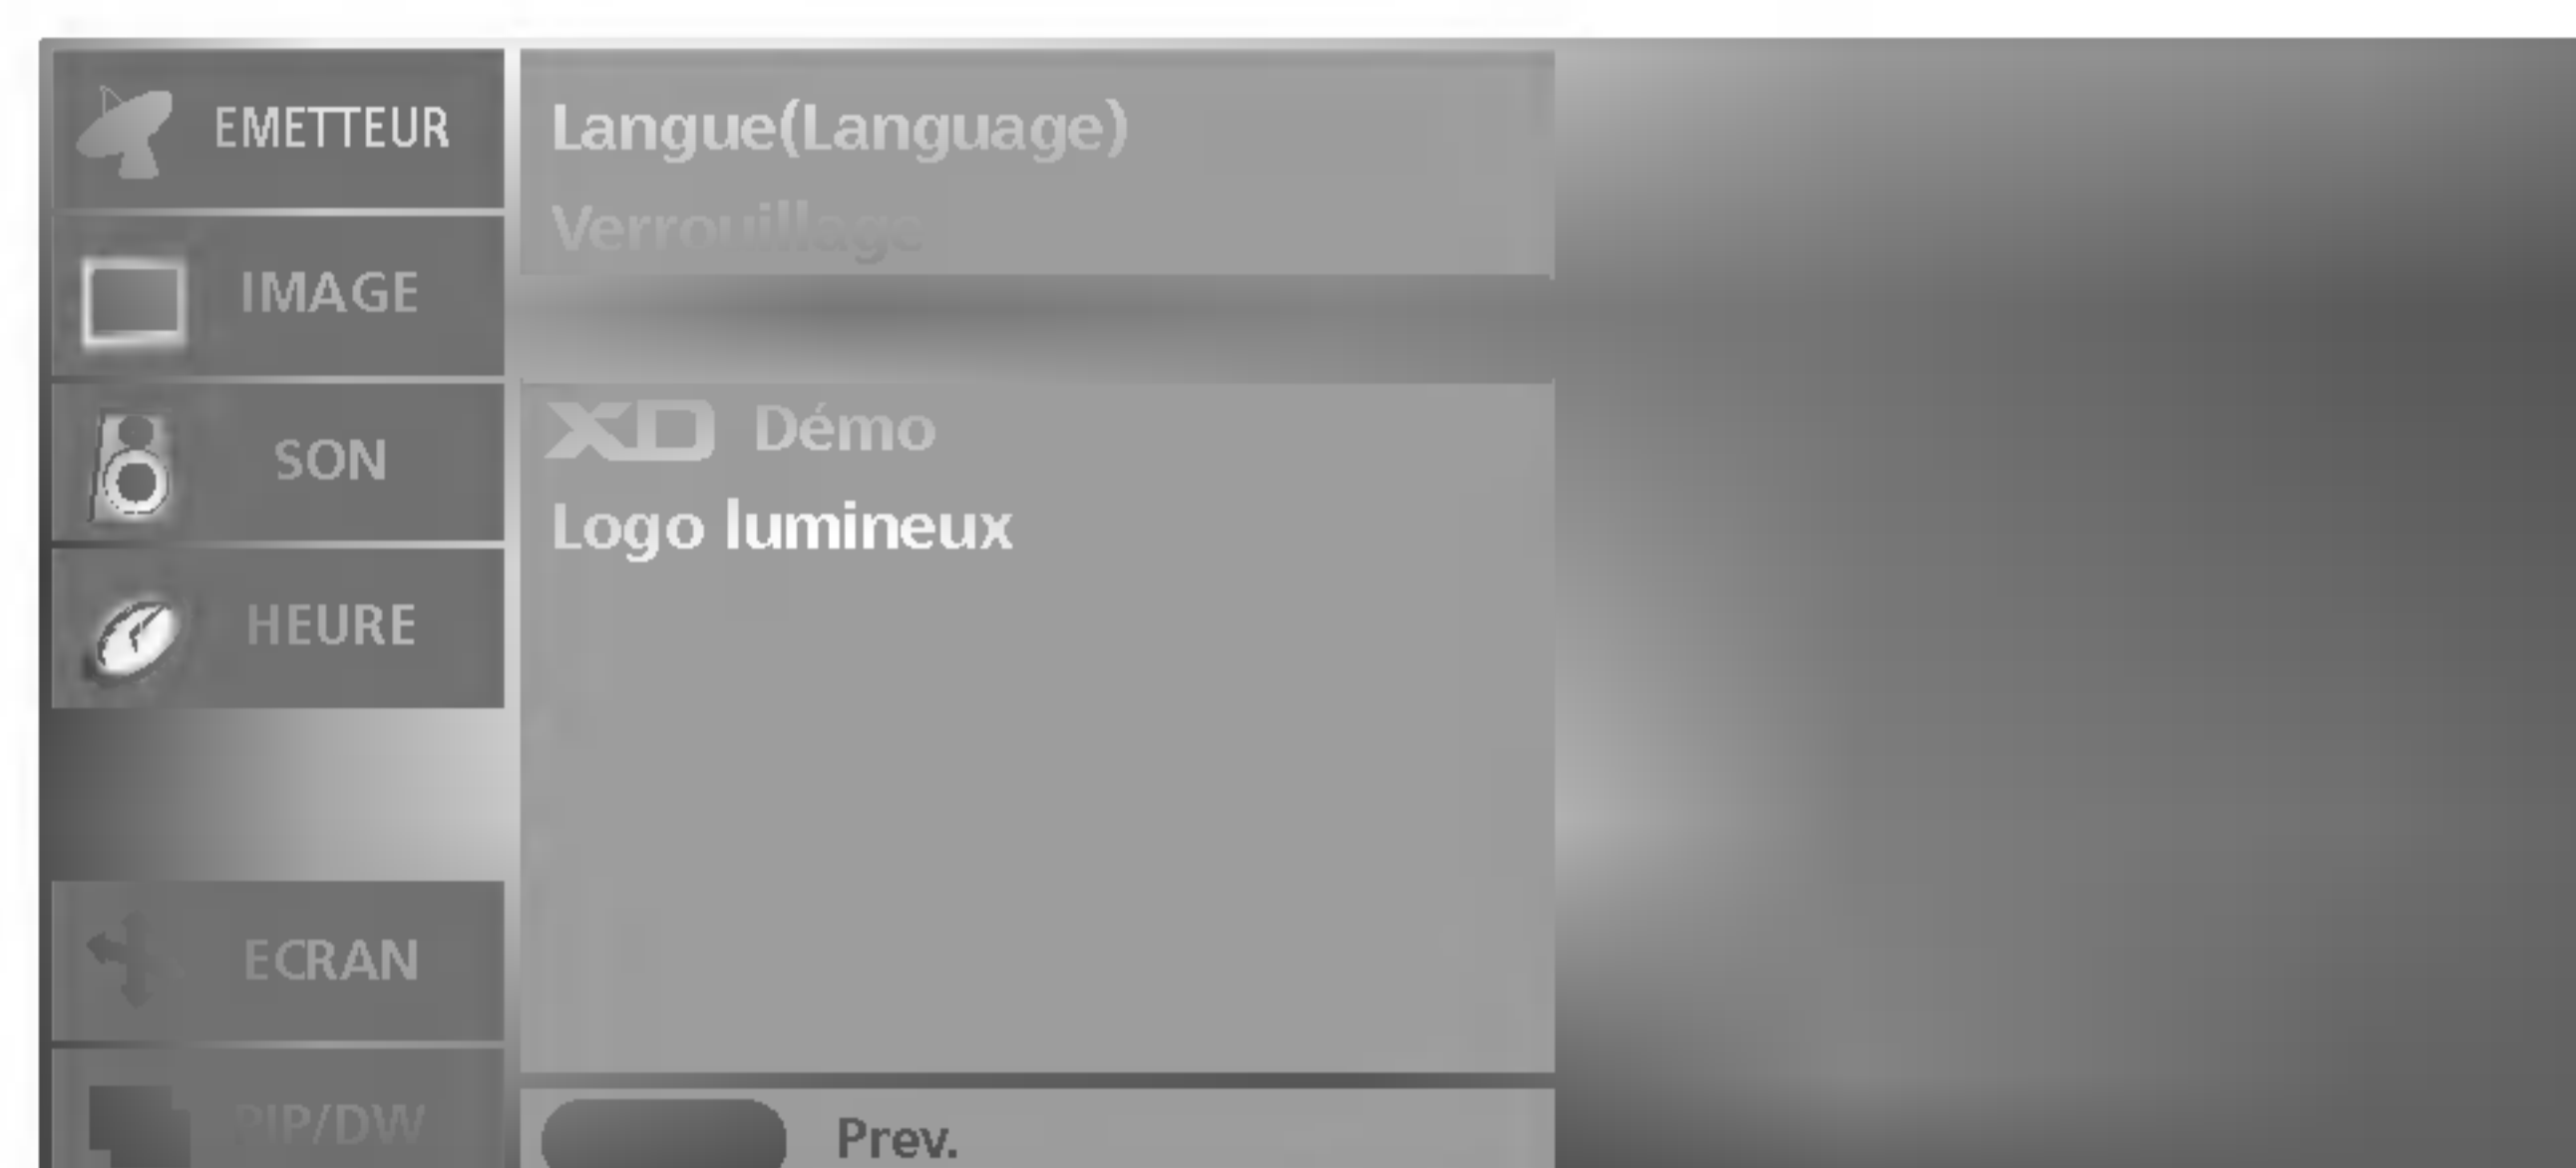 EMETTEUR
IMAGE
SON
HEURE
ECRAN
PIP/DW
Langue(Language)
Verrouillage
XD Démo
Logo lumineux
Prev.